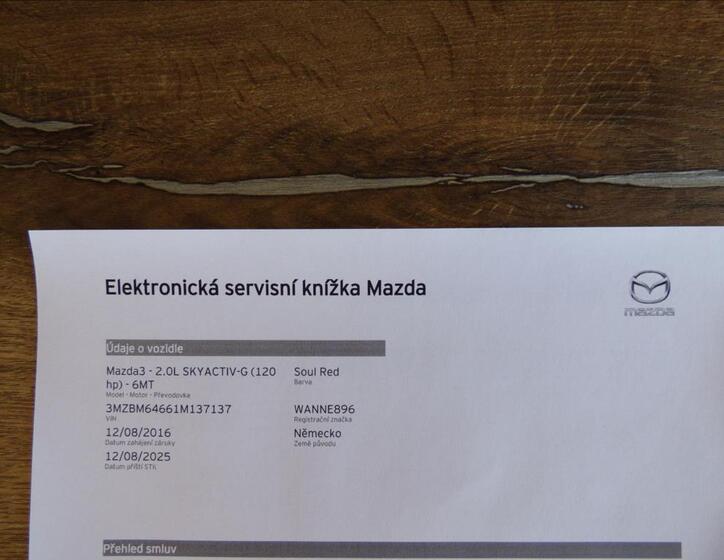 Elektronická servisní knížka Mazda
mazda
Údaje o vozidle
Mazda3 - 2.0L SKYACTIV-G (120 hp) - 6MT
Model - Motor - Převodovka
Soul Red
Barva
3MZBM64661M137137
VIN
WANNE896
Registrační značka
12/08/2016
Datum zahájení záruky
Německo
Země původu
12/08/2025
Datum příští STK
Přehled smluv